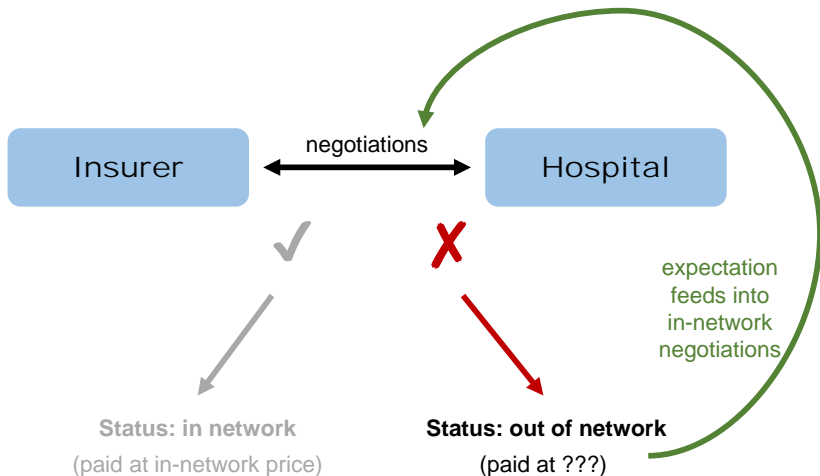 negotiations
Insurer
Hospital
expectation
feeds into
in-network
negotiations
Status: in network
(paid at in-network price)
Status: out of network
(paid at ???)